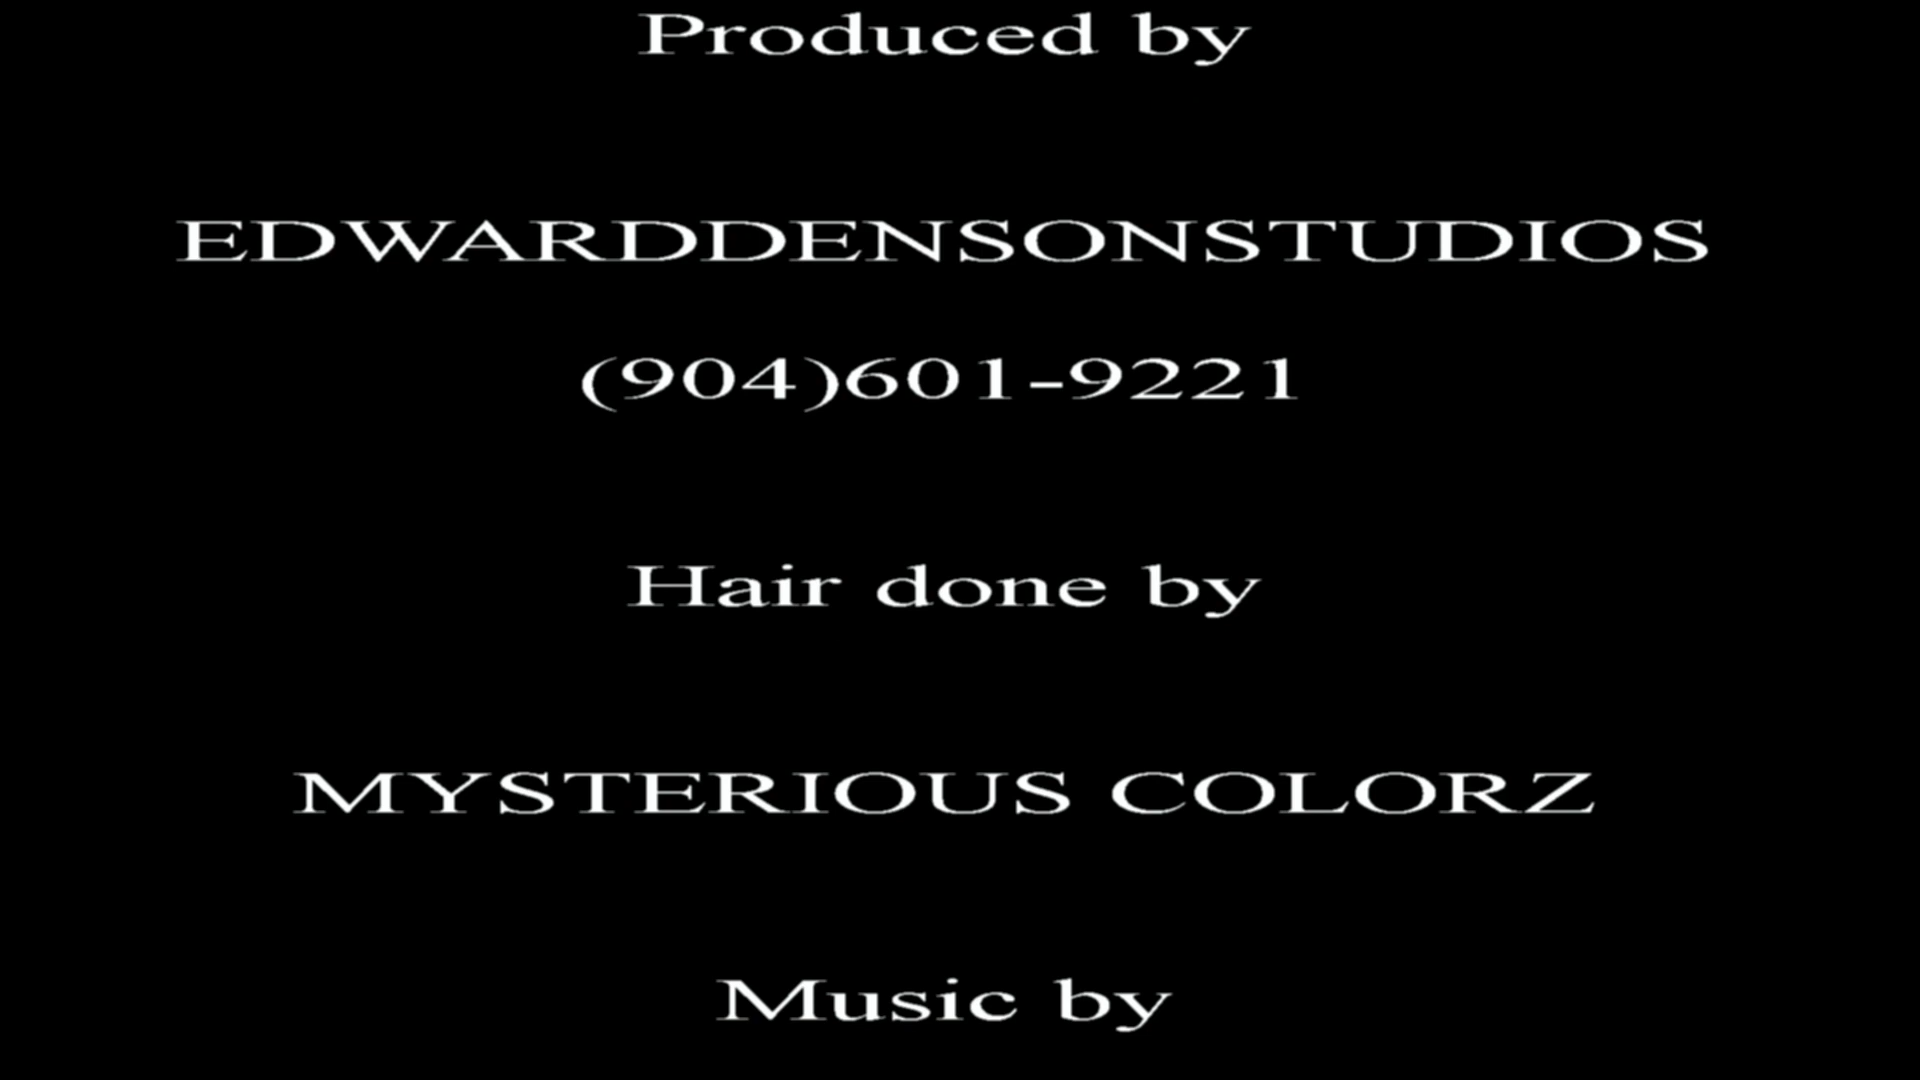 Produced by
EDWARDDENSONSTUDIOS
(904)601-9221
Hair done by
MYSTERIOUS COLORZ
Music by